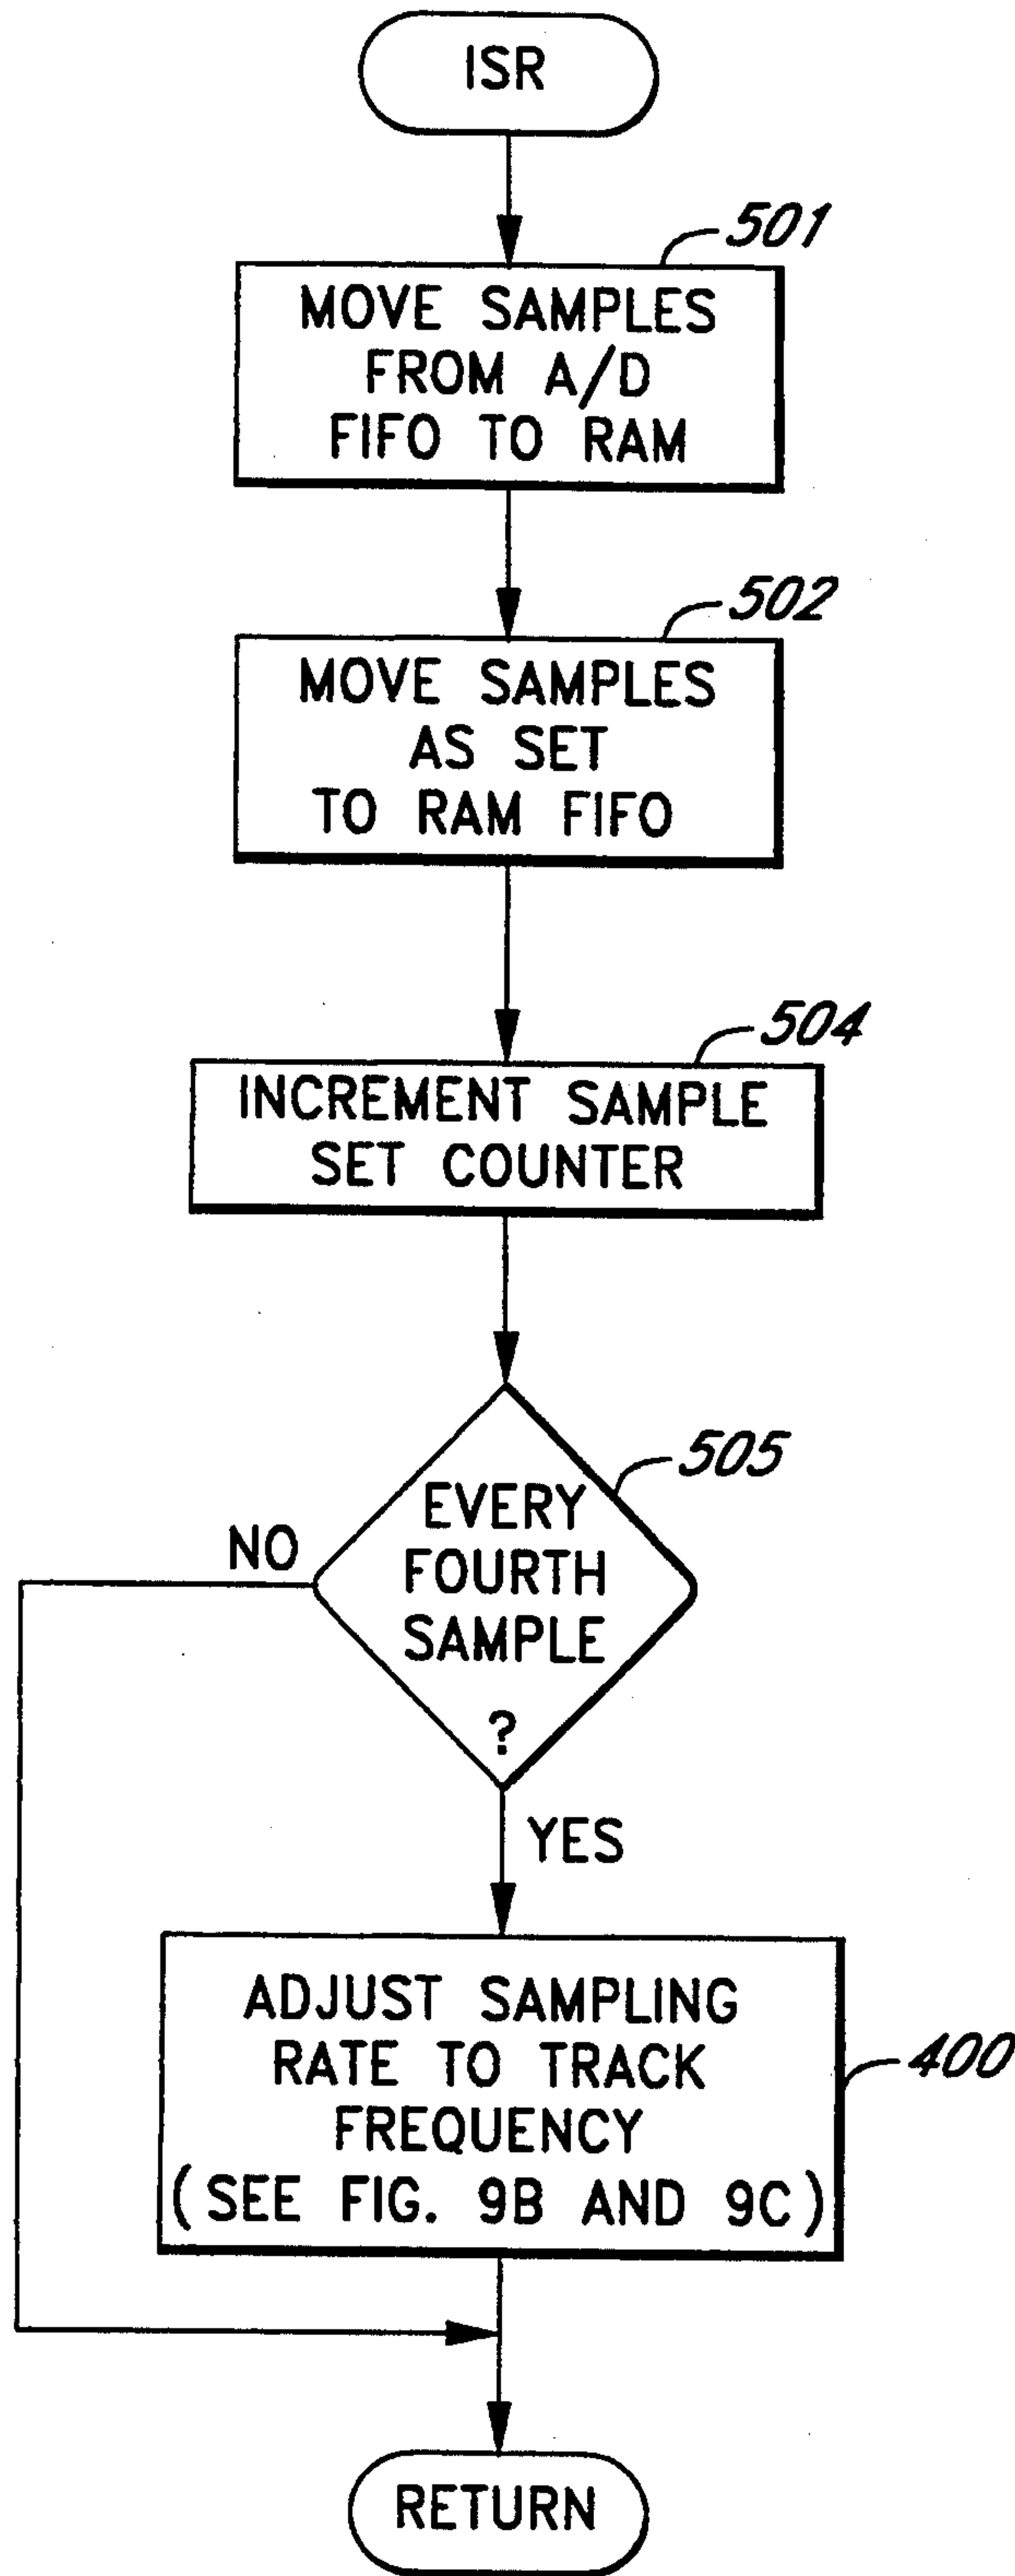 ISR
501
MOVE SAMPLES
FROM A/D
FIFO TO RAM
502
MOVE SAMPLES
AS SET
TO RAM FIFO
504
INCREMENT SAMPLE
SET COUNTER
505
EVERY
FOURTH
SAMPLE
?
NO
YES
400
ADJUST SAMPLING
RATE TO TRACK
FREQUENCY
(SEE FIG. 9B AND 9C)
RETURN